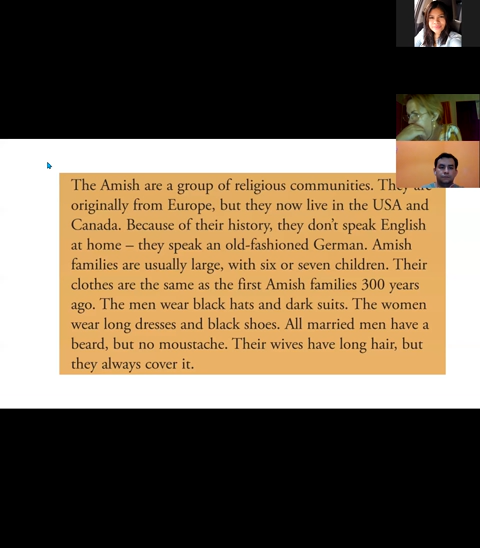 The Amish are a group of religious communities. They are
originally from Europe, but they now live in the USA and
Canada. Because of their history, they don't speak English
at home – they speak an old-fashioned German. Amish
families are usually large, with six or seven children. Their
clothes are the same as the first Amish families 300 years
ago. The men wear black hats and dark suits. The women
wear long dresses and black shoes. All married men have a
beard, but no moustache. Their wives have long hair, but
they always cover it.